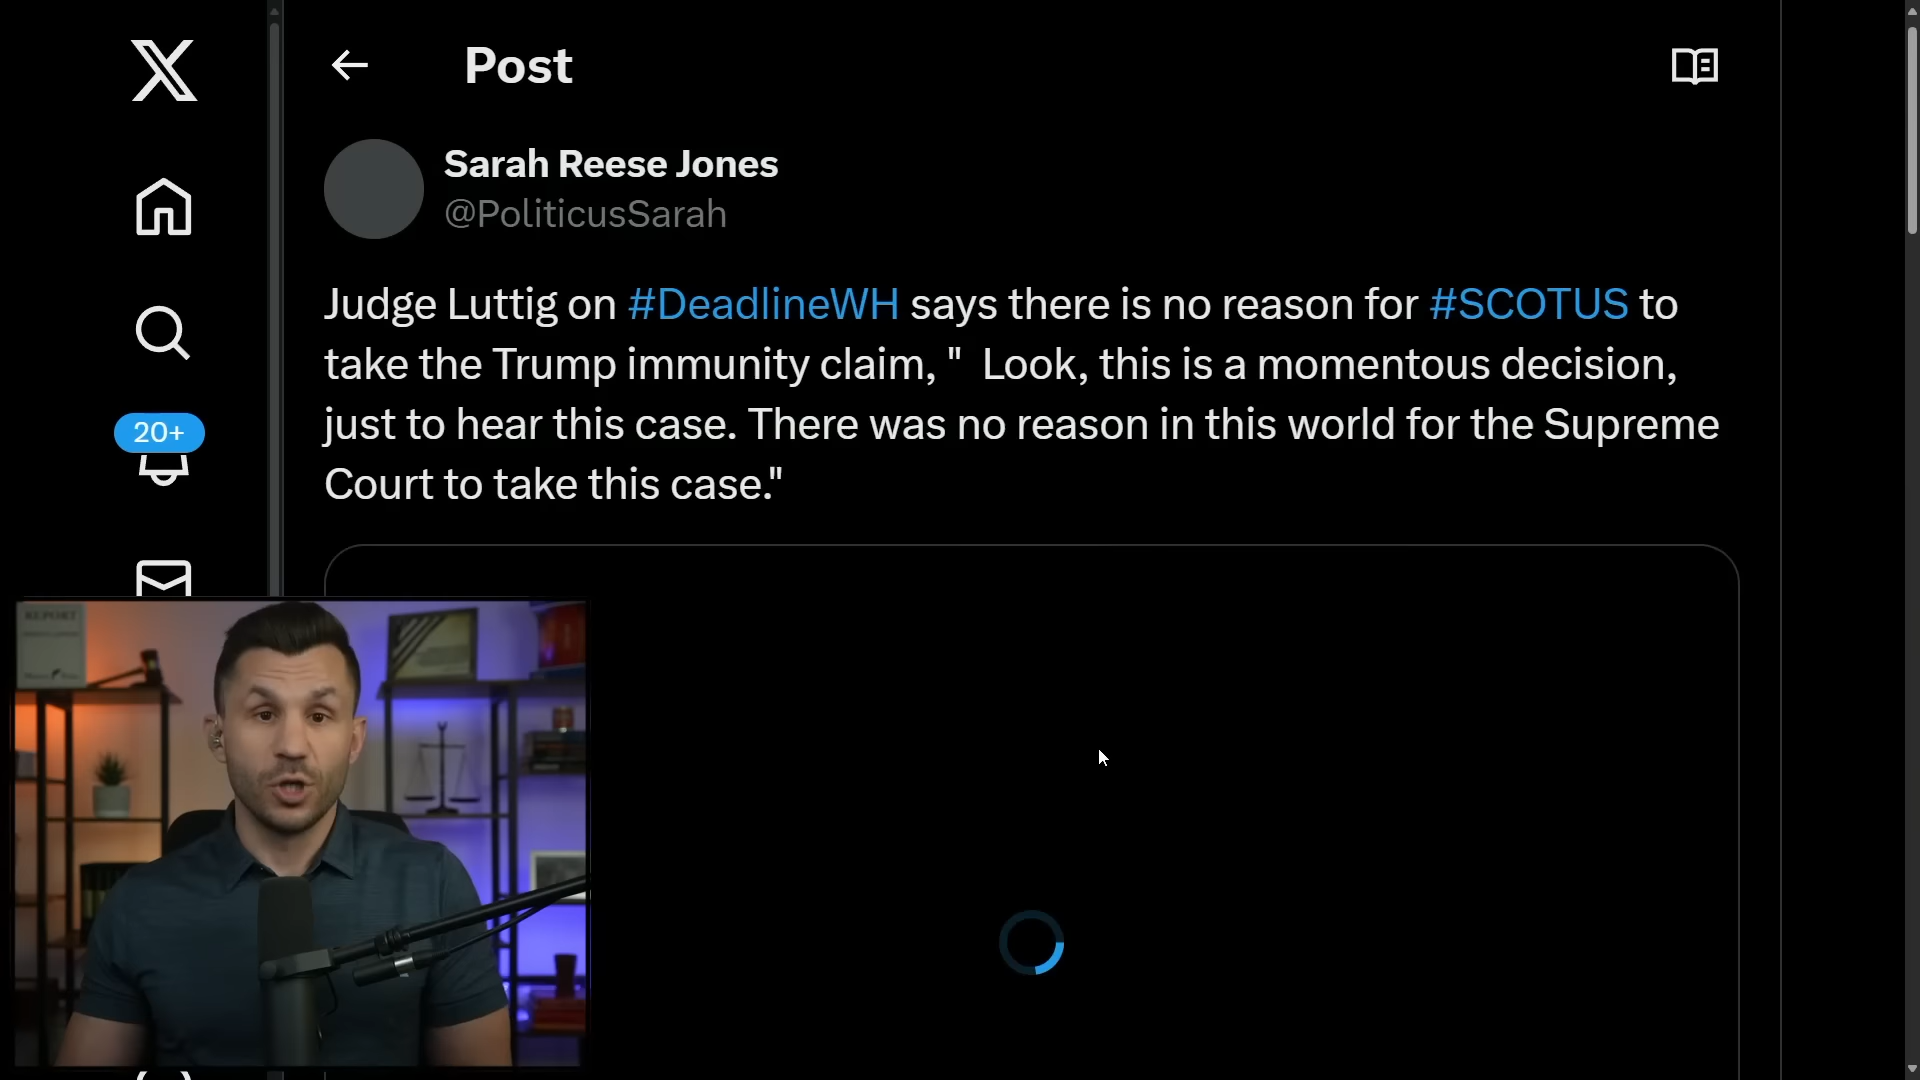 Post
Sarah Reese Jones
@PoliticusSarah
Judge Luttig on #DeadlineWH says there is no reason for #SCOTUS to
take the Trump immunity claim, "  Look, this is a momentous decision,
just to hear this case. There was no reason in this world for the Supreme
Court to take this case."
20+
REPORT